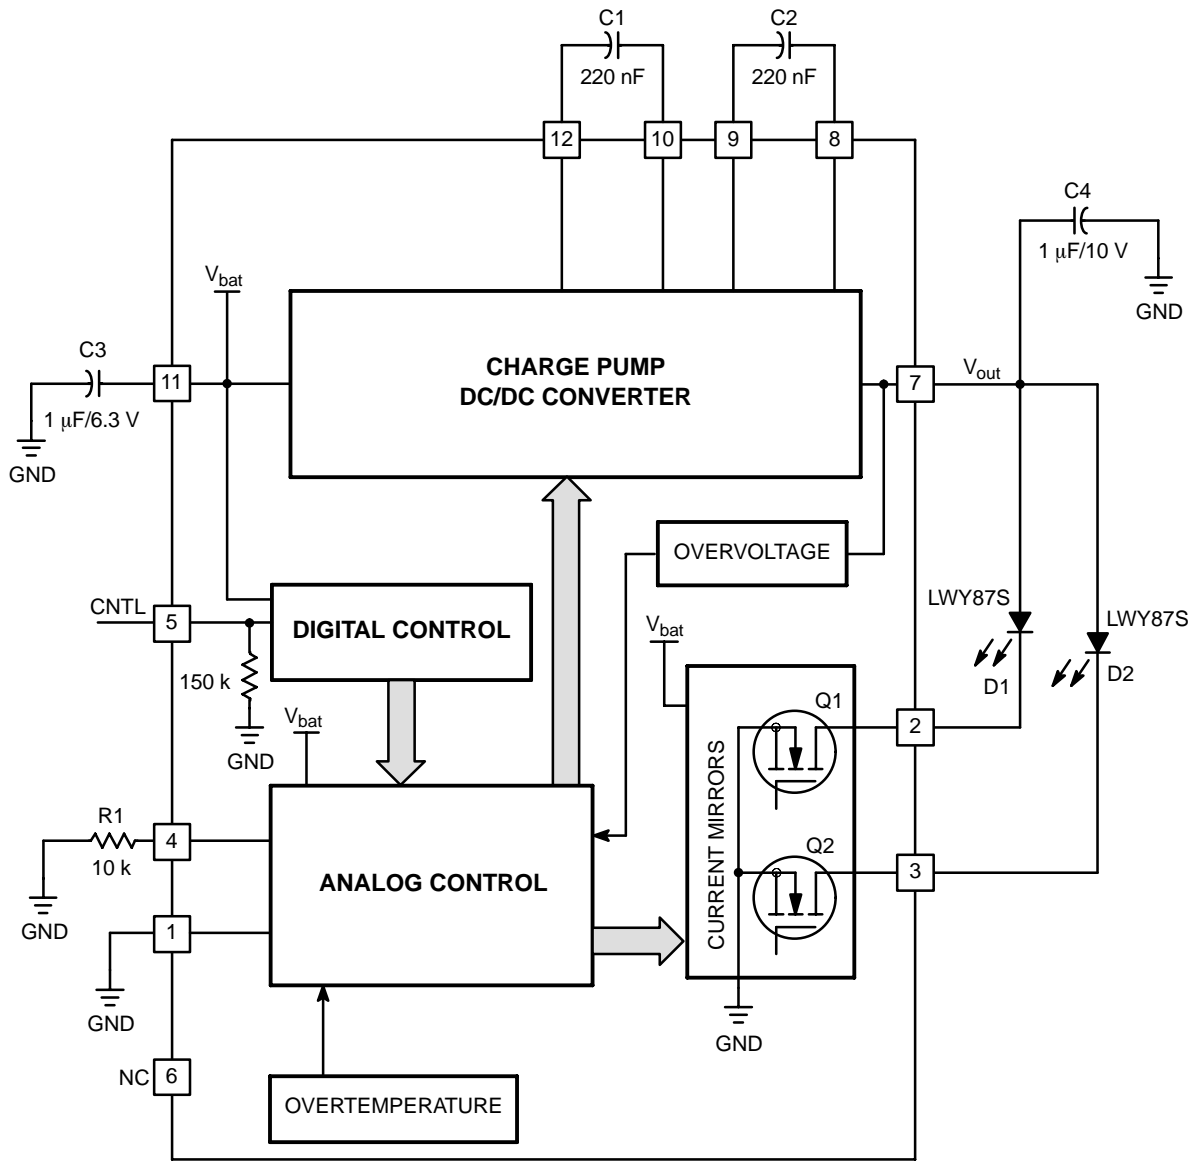 C1
C2
220 nF
220 nF
12
10
9
8
C4
1 μF/10 V
GND
Vbat
C3
11
CHARGE PUMP
DC/DC CONVERTER
7
Vout
1 μF/6.3 V
GND
OVERVOLTAGE
CNTL
5
DIGITAL CONTROL
LWY87S
LWY87S
Vbat
150 k
D1
D2
Vbat
GND
Q1
2
R1
4
10 k
CURRENT MIRRORS
Q2
3
ANALOG CONTROL
GND
1
GND
GND
NC
6
OVERTEMPERATURE